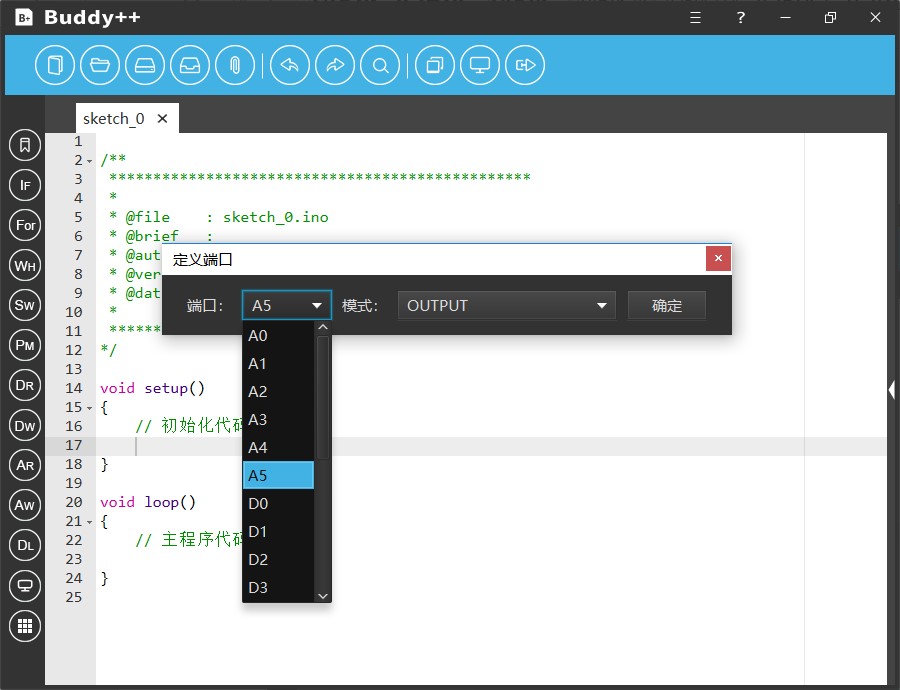 B+ Buddy++
?
sketch_0
1
2 /**
3 ************************************************
4 *
5 * @file : sketch_0.ino
6 * @brief :
7 * @aut
8 * @ver
9 * @dat
10 *
11 ******
12 */
13
14 void setup()
15 {
16 // 初始化代码
17
18 }
19
20 void loop()
21 {
22 // 主程序代码
23
24 }
25
IF
For
WH
SW
PM
DR
DW
AR
AW
DL
定义端口
端口: A5 模式: OUTPUT 确定
A0
A1
A2
A3
A4
A5
D0
D1
D2
D3